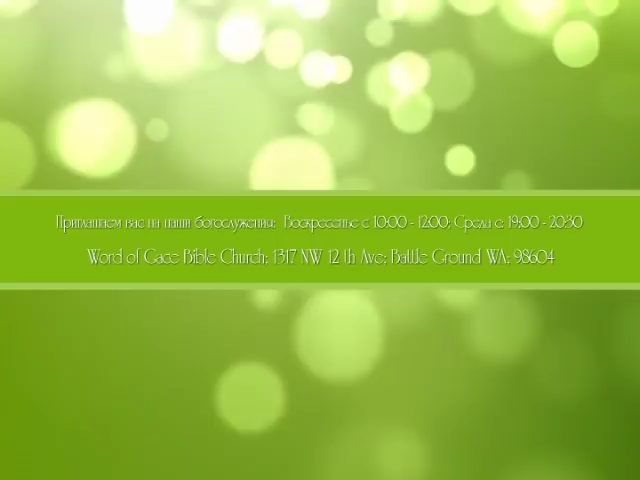 Приглашаем вас на наши богослужения: Воскресенье с 10:00 - 12:00; Среда с: 19:00 - 20:30
Word of Gace Bible Church; 1317 NW 12 th Ave; Battle Ground WA; 98604